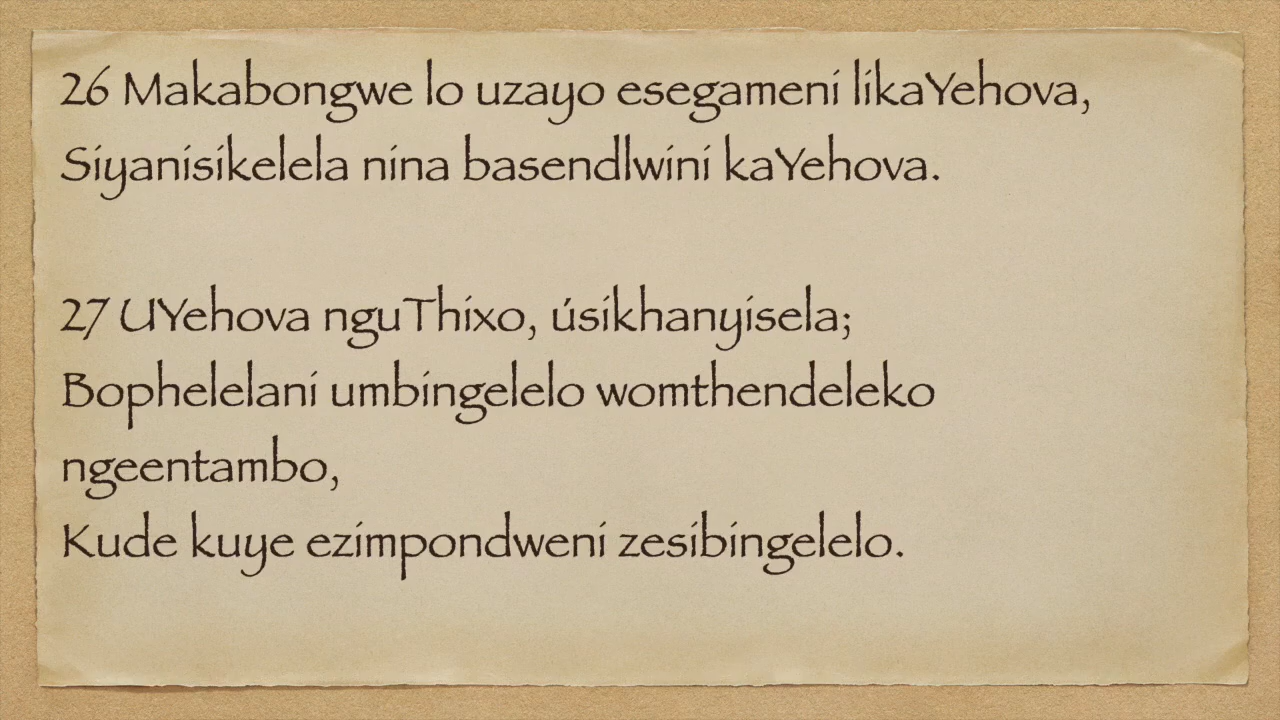 26 Makabongwe lo uzayo esegameni likaYehova,
Siyanisikelela nina basendlwini kaYehova.
27 UYehova nguThixo, úsikhanyisela;
Bophelelani umbingelelo womthendeleko
ngeentambo,
Kude kuye ezimpondweni zesibingelelo.